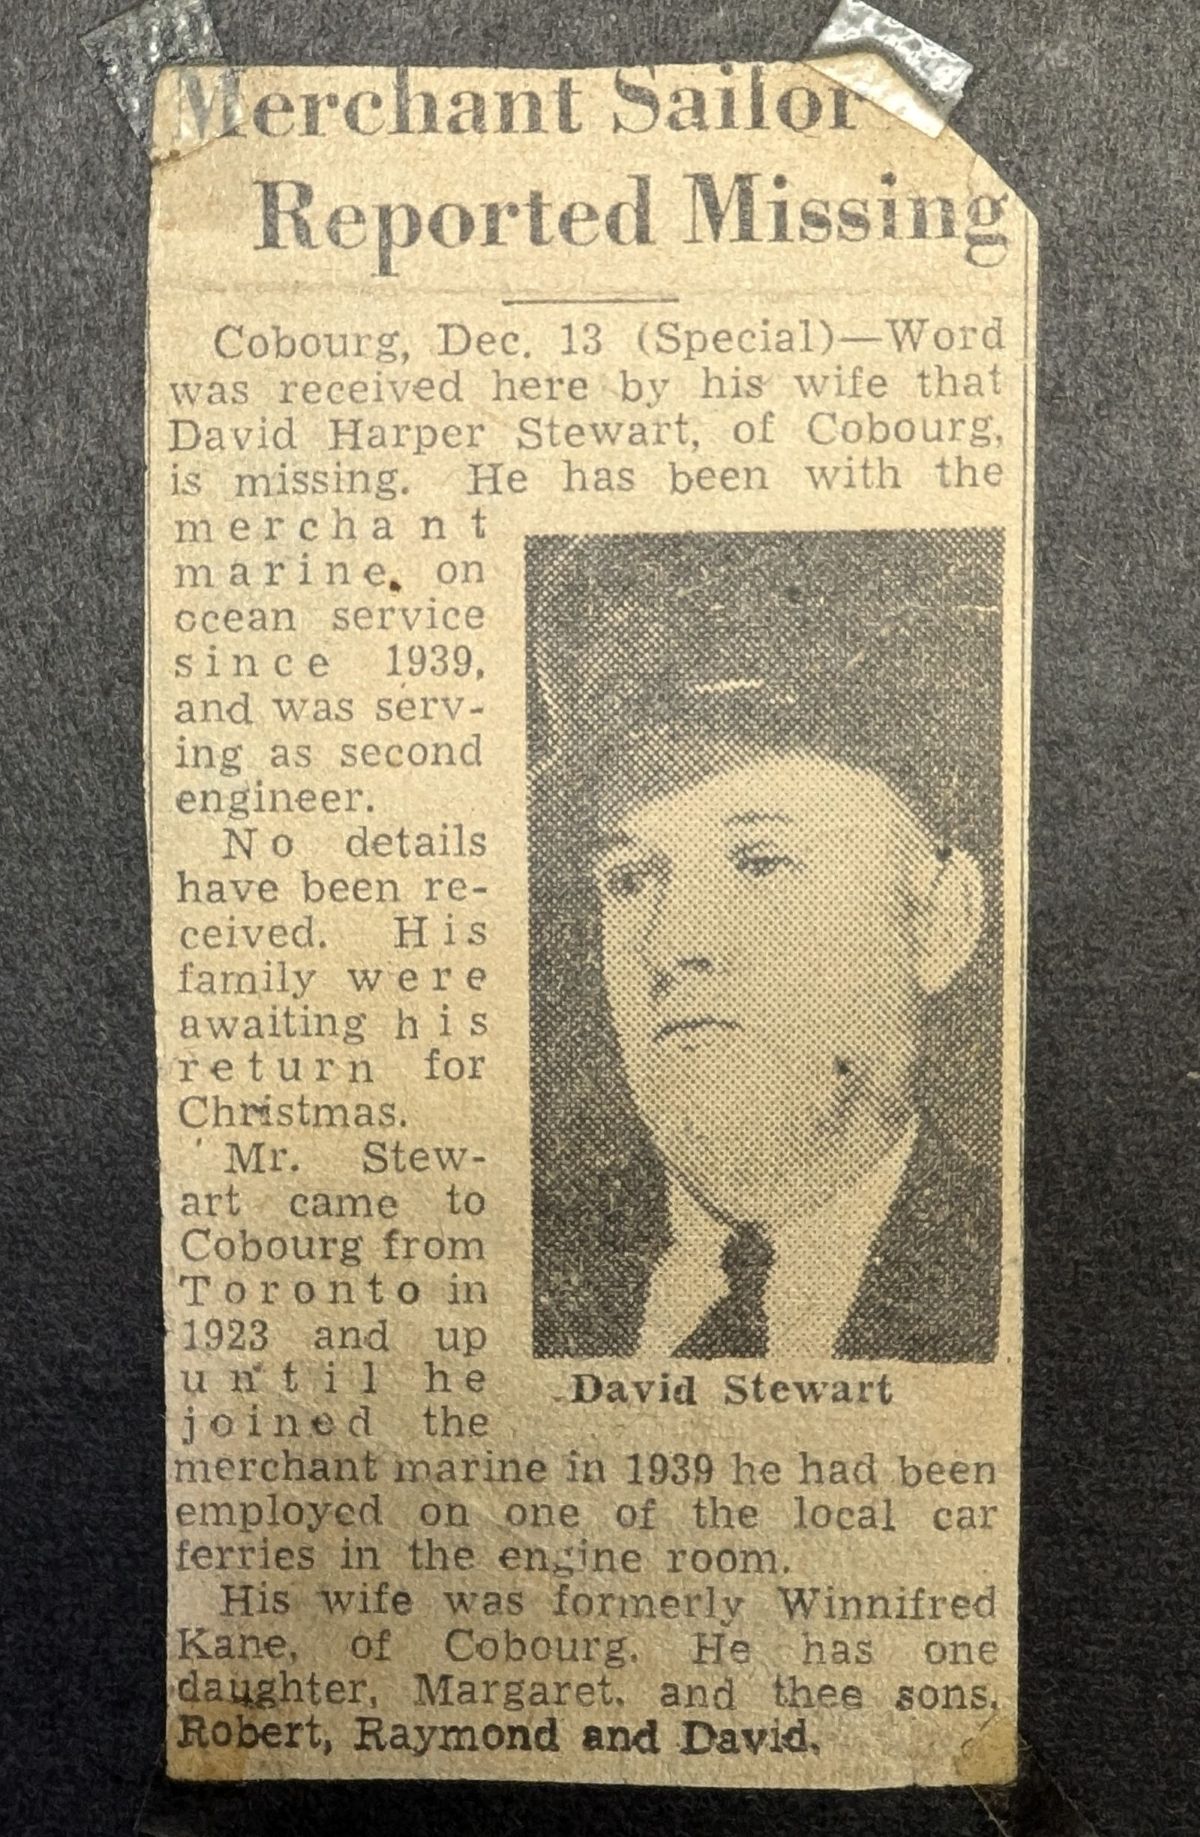 Merchant Sailor
Reported Missing
Cobourg, Dec. 13 (Special)—Word
was received here by his wife that
David Harper Stewart, of Cobourg,
is missing. He has been with the
merchant
marine, on
ocean service
since 1939,
and was serv-
ing as second
engineer.
No details
have been re-
ceived. His
family were
awaiting his
return for
Christmas.
Mr. Stew-
art came to
Cobourg from
Toronto in
1923 and up
until he
joined the
David Stewart
merchant marine in 1939 he had been
employed on one of the local car
ferries in the engine room.
His wife was formerly Winnifred
Kane, of Cobourg. He has one
daughter, Margaret, and thee sons,
Robert, Raymond and David.